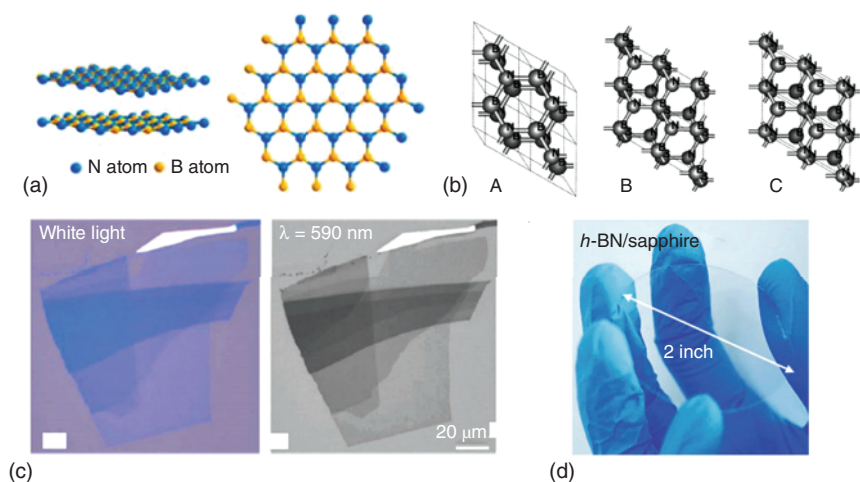 (a)
N atom B atom
(b)
A
B
C
White light
λ = 590 nm
20 μm
(c)
h-BN/sapphire
2 inch
(d)